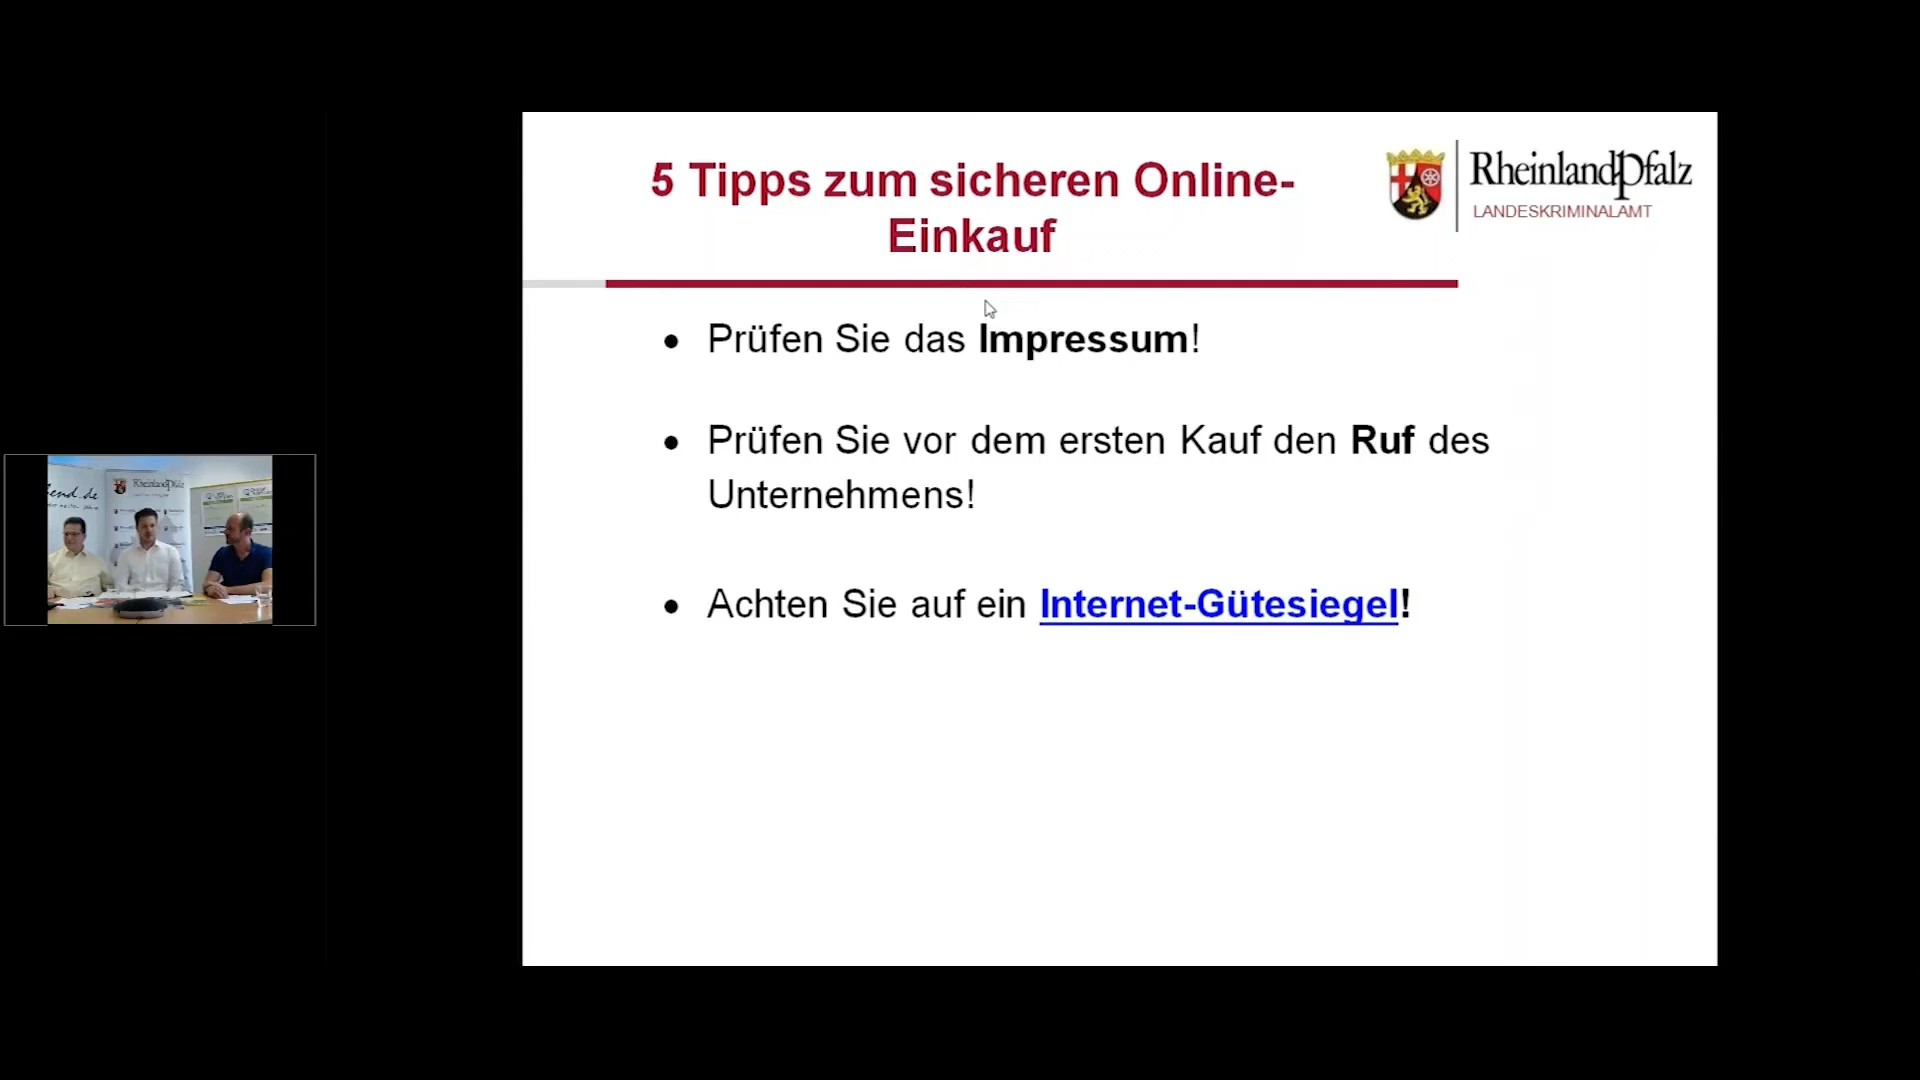 5 Tipps zum sicheren Online-
Einkauf
RheinlandPfalz
LANDESKRIMINALAMT
• Prüfen Sie das Impressum!
• Prüfen Sie vor dem ersten Kauf den Ruf des
Unternehmens!
• Achten Sie auf ein Internet-Gütesiegel!
RheinlandPfalz